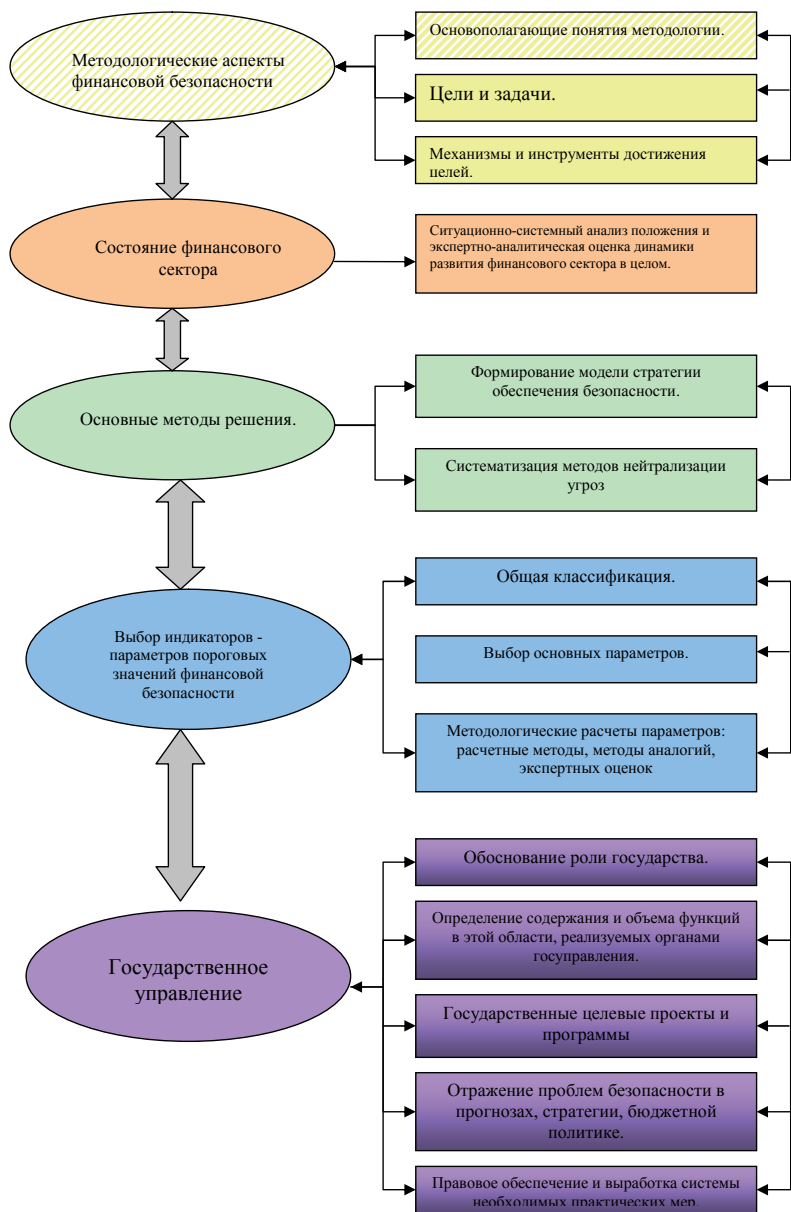 Методологические аспекты
финансовой безопасности
Основополагающие понятия методологии.
Цели и задачи.
Механизмы и инструменты достижения
целей.
Состояние финансового
сектора
Ситуационно-системный анализ положения и
экспертно-аналитическая оценка динамики
развития финансового сектора в целом.
Основные методы решения.
Формирование модели стратегии
обеспечения безопасности.
Систематизация методов нейтрализации
угроз
Выбор индикаторов -
параметров пороговых
значений финансовой
безопасности
Общая классификация.
Выбор основных параметров.
Методологические расчеты параметров:
расчетные методы, методы аналогий,
экспертных оценок
Государственное
управление
Обоснование роли государства.
Определение содержания и объема функций
в этой области, реализуемых органами
госуправления.
Государственные целевые проекты и
программы
Отражение проблем безопасности в
прогнозах, стратегии, бюджетной
политике.
Правовое обеспечение и выработка системы
необходимых практических мер.